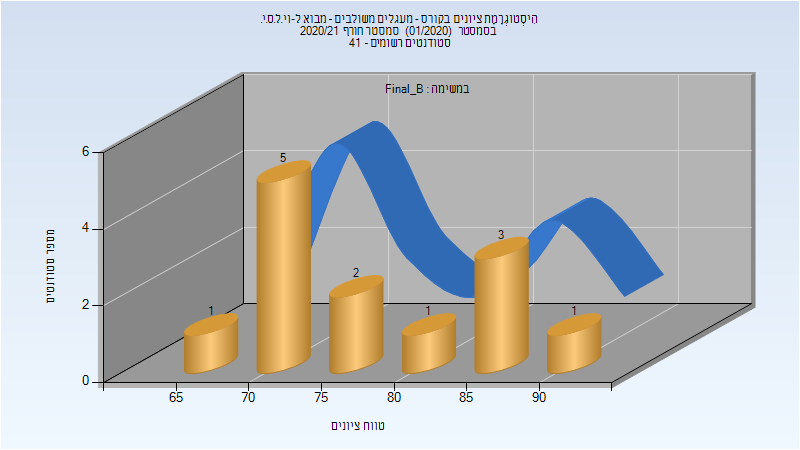 הִיסְטוֹגְרָמַת ציונים בקורס - מעגלים משולבים - מבוא ל-וי.ל.ס.י.
בסמסטר (01/2020) סמסטר חורף 2020/21
סטודנטים רשומים - 41
במשימה : Final_B
6
4
2
0
מספר סטודנטים
1
5
2
1
3
1
65
70
75
80
85
90
טווח ציונים